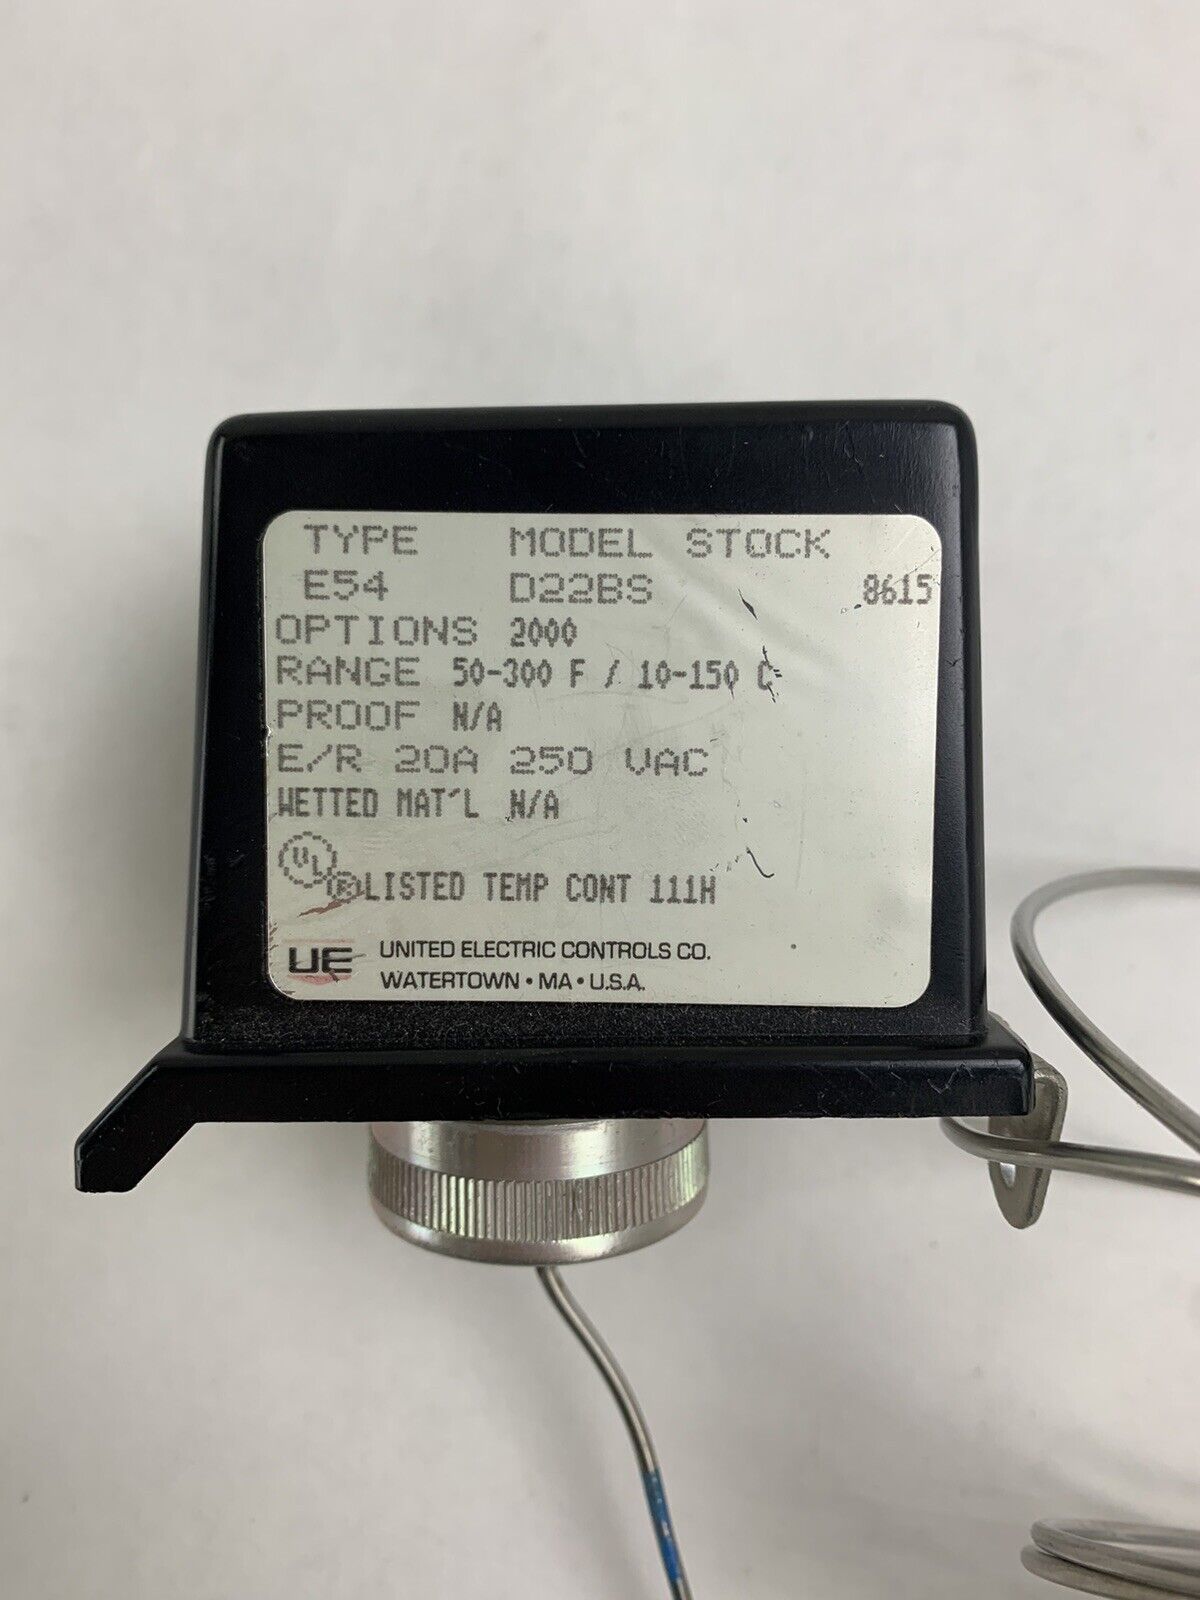 TYPE MODEL STOCK
E54 D22BS 8615
OPTIONS 2000
RANGE 50-300 F / 10-150 C
PROOF N/A
E/R 20A 250 VAC
WETTED MAT'L N/A
UL
® LISTED TEMP CONT 111H
UE UNITED ELECTRIC CONTROLS CO.
WATERTOWN • MA • U.S.A.